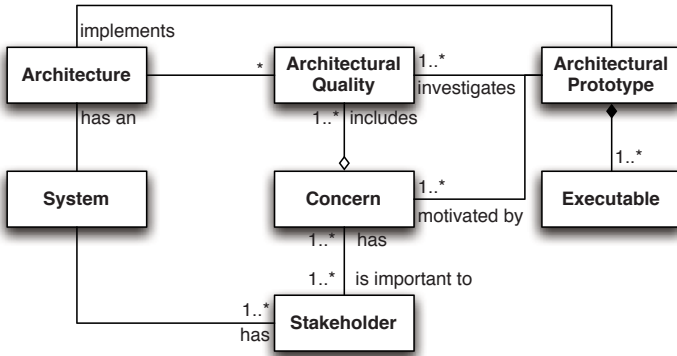 implements
Architecture
*
Architectural
Quality
1..*
investigates
Architectural
Prototype
has an
1..* includes
1..*
System
Concern
1..*
motivated by
Executable
1..* has
1..* is important to
1..*
has
Stakeholder